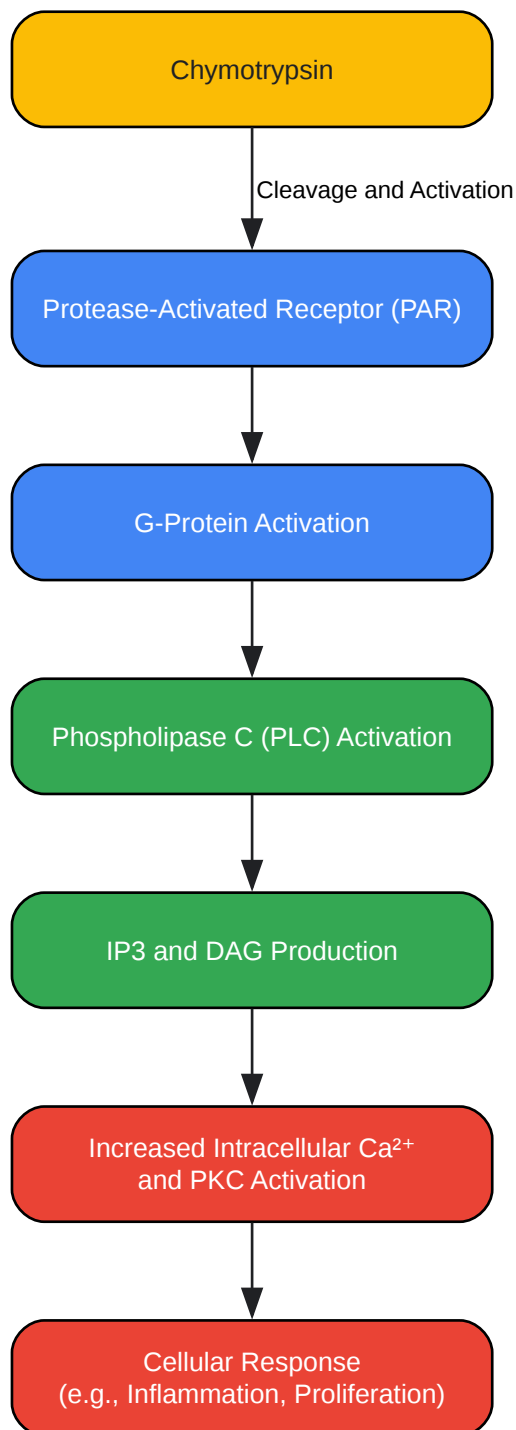 Chymotrypsin
Cleavage and Activation
Protease-Activated Receptor (PAR)
G-Protein Activation
Phospholipase C (PLC) Activation
IP3 and DAG Production
Increased Intracellular Ca²⁺
and PKC Activation
Cellular Response
(e.g., Inflammation, Proliferation)